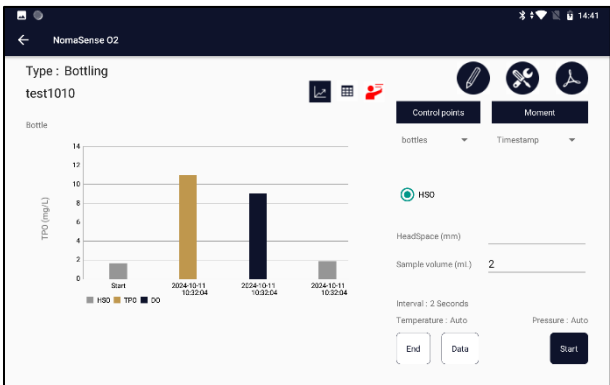 14:41
NomaSense O2
Type : Bottling
test1010
Control points
Moment
Bottle
bottles
Timestamp
TPO (mg/L)
14
12
10
8
6
4
2
0
Start
2024-10-11
10:32:04
2024-10-11
10:32:04
2024-10-11
10:32:04
HSO
TPO
DO
HSO
HeadSpace (mm)
Sample volume (mL)
2
Interval : 2 Seconds
Temperature : Auto
Pressure : Auto
End
Data
Start